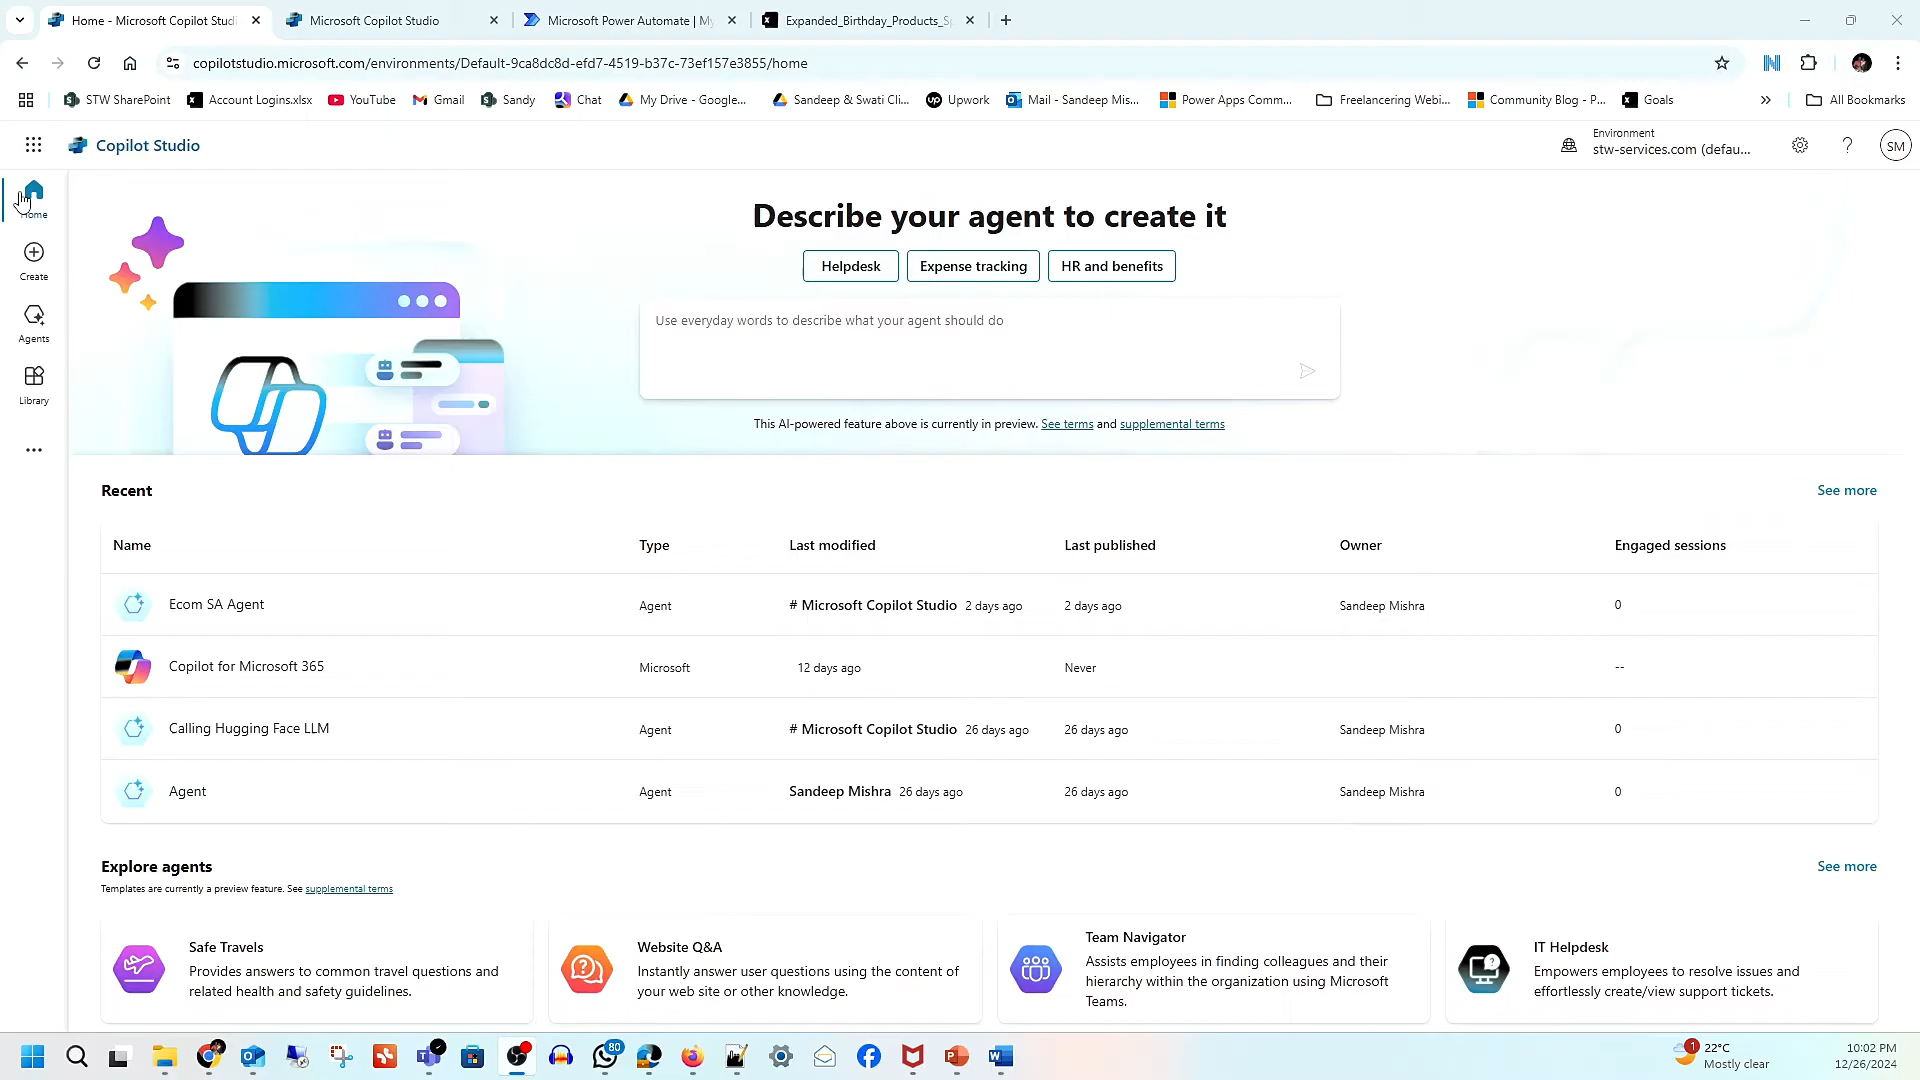 Home - Microsoft Copilot Studi
Microsoft Copilot Studio
Microsoft Power Automate | My
Expanded_Birthday_Products_S
copilotstudio.microsoft.com/environments/Default-9ca8dc8d-efd7-4519-b37c-73ef157e3855/home
STW SharePoint
Account Logins.xlsx
YouTube
Gmail
Sandy
Chat
My Drive - Google...
Sandeep & Swati Cli...
Upwork
Mail - Sandeep Mis...
Power Apps Comm...
Freelancering Webi...
Community Blog - P...
Goals
All Bookmarks
Copilot Studio
Environment
stw-services.com (defau...
SM
Home
Create
Agents
Library
Describe your agent to create it
Helpdesk
Expense tracking
HR and benefits
Use everyday words to describe what your agent should do
This AI-powered feature above is currently in preview. See terms and supplemental terms
Recent
See more
Name Type Last modified Last published Owner Engaged sessions
Ecom SA Agent Agent # Microsoft Copilot Studio 2 days ago 2 days ago Sandeep Mishra 0
Copilot for Microsoft 365 Microsoft 12 days ago Never --
Calling Hugging Face LLM Agent # Microsoft Copilot Studio 26 days ago 26 days ago Sandeep Mishra 0
Agent Agent Sandeep Mishra 26 days ago 26 days ago Sandeep Mishra 0
Explore agents
See more
Templates are currently a preview feature. See supplemental terms
Safe Travels
Provides answers to common travel questions and
related health and safety guidelines.
Website Q&A
Instantly answer user questions using the content of
your web site or other knowledge.
Team Navigator
Assists employees in finding colleagues and their
hierarchy within the organization using Microsoft
Teams.
IT Helpdesk
Empowers employees to resolve issues and
effortlessly create/view support tickets.
80
1
22°C
Mostly clear
10:02 PM
12/26/2024